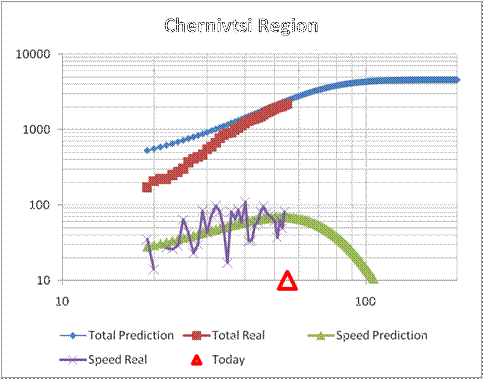 Chernivtsi Region
10000
1000
100
10
10 100
Total Prediction Total Real Speed Prediction
Speed Real Today